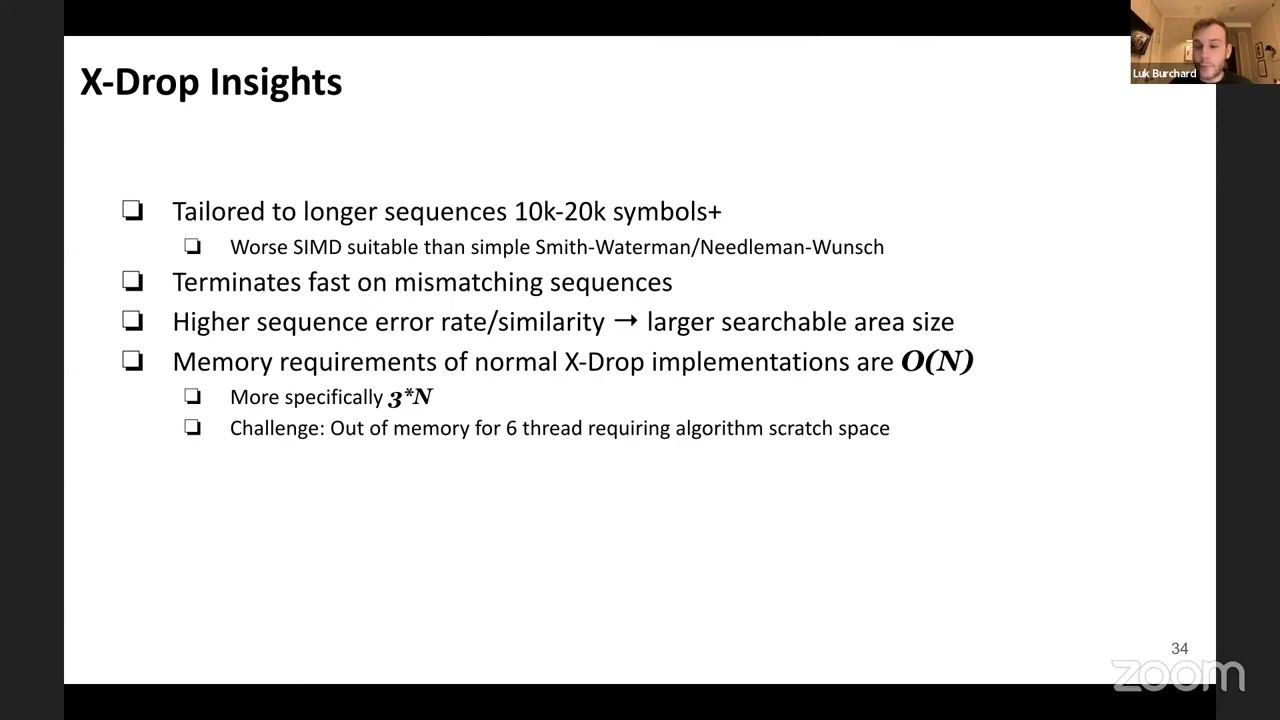 Luk Burchard
X-Drop Insights
❏ Tailored to longer sequences 10k-20k symbols+
❏ Worse SIMD suitable than simple Smith-Waterman/Needleman-Wunsch
❏ Terminates fast on mismatching sequences
❏ Higher sequence error rate/similarity → larger searchable area size
❏ Memory requirements of normal X-Drop implementations are O(N)
❏ More specifically 3*N
❏ Challenge: Out of memory for 6 thread requiring algorithm scratch space
34
zoom